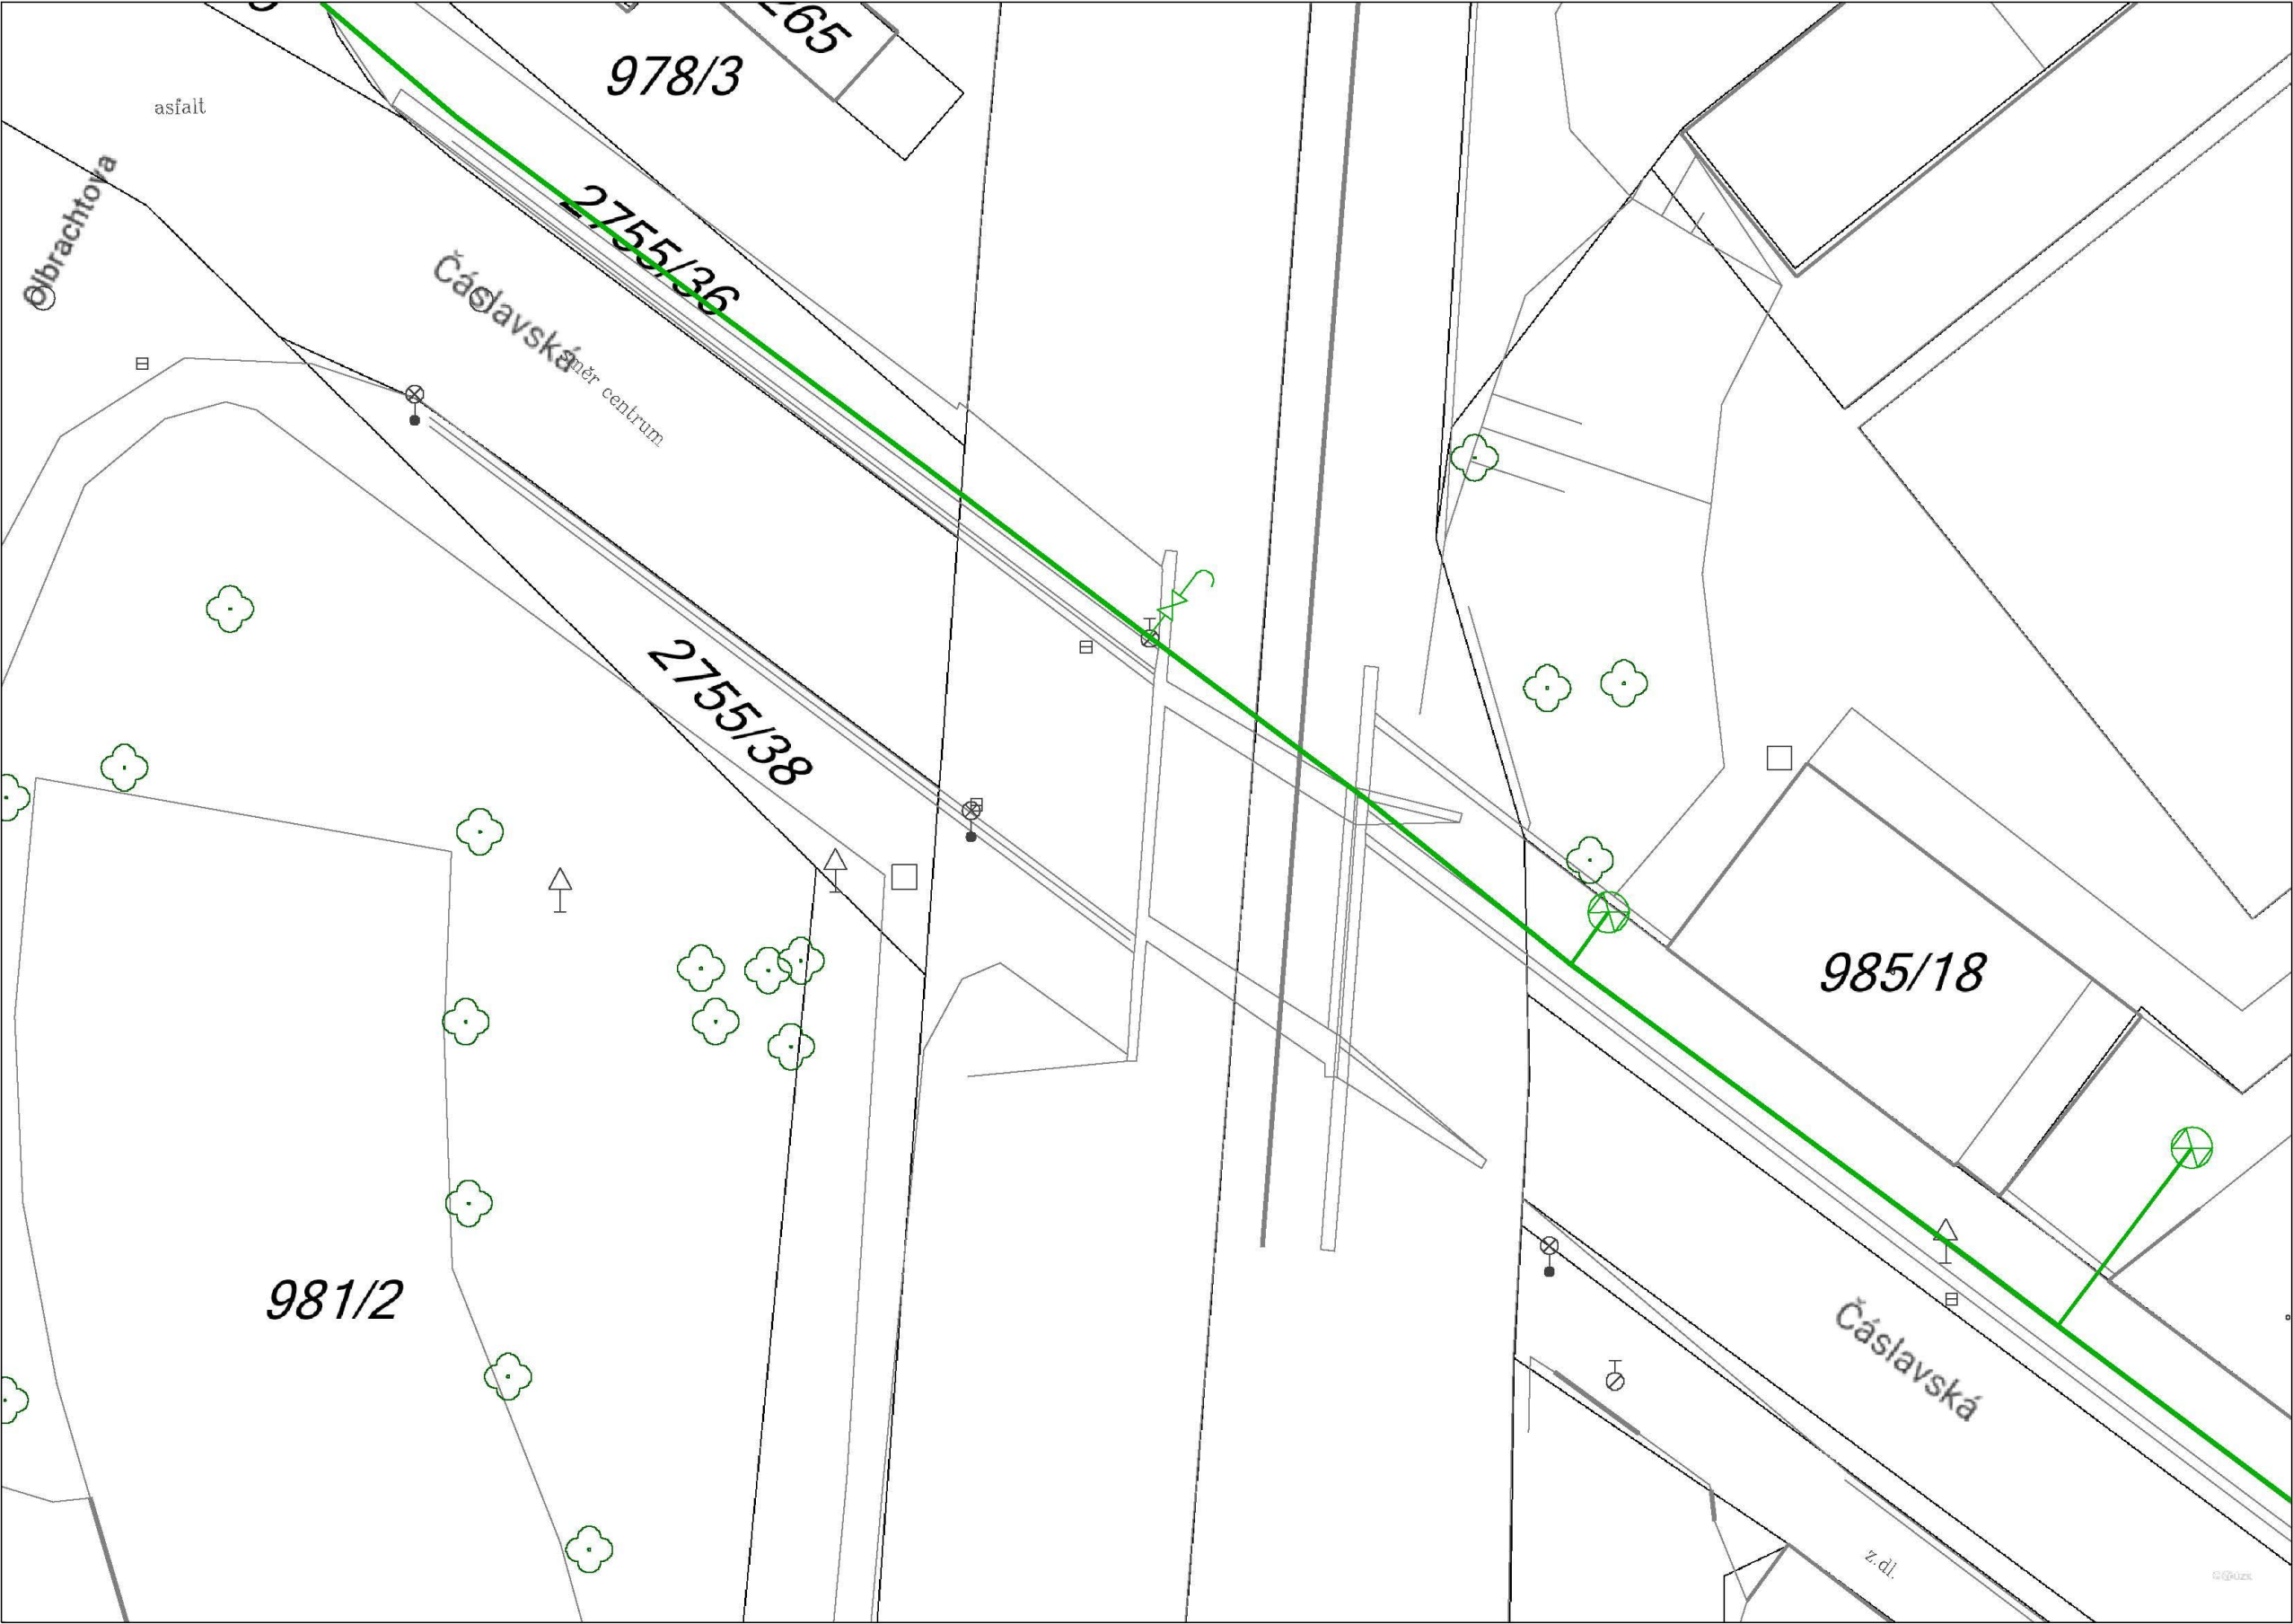 265
978/3
asfalt
Olbrachtova
2755/36
Čáslavská
směr centrum
2755/38
985/18
981/2
Čáslavská
z.dl.